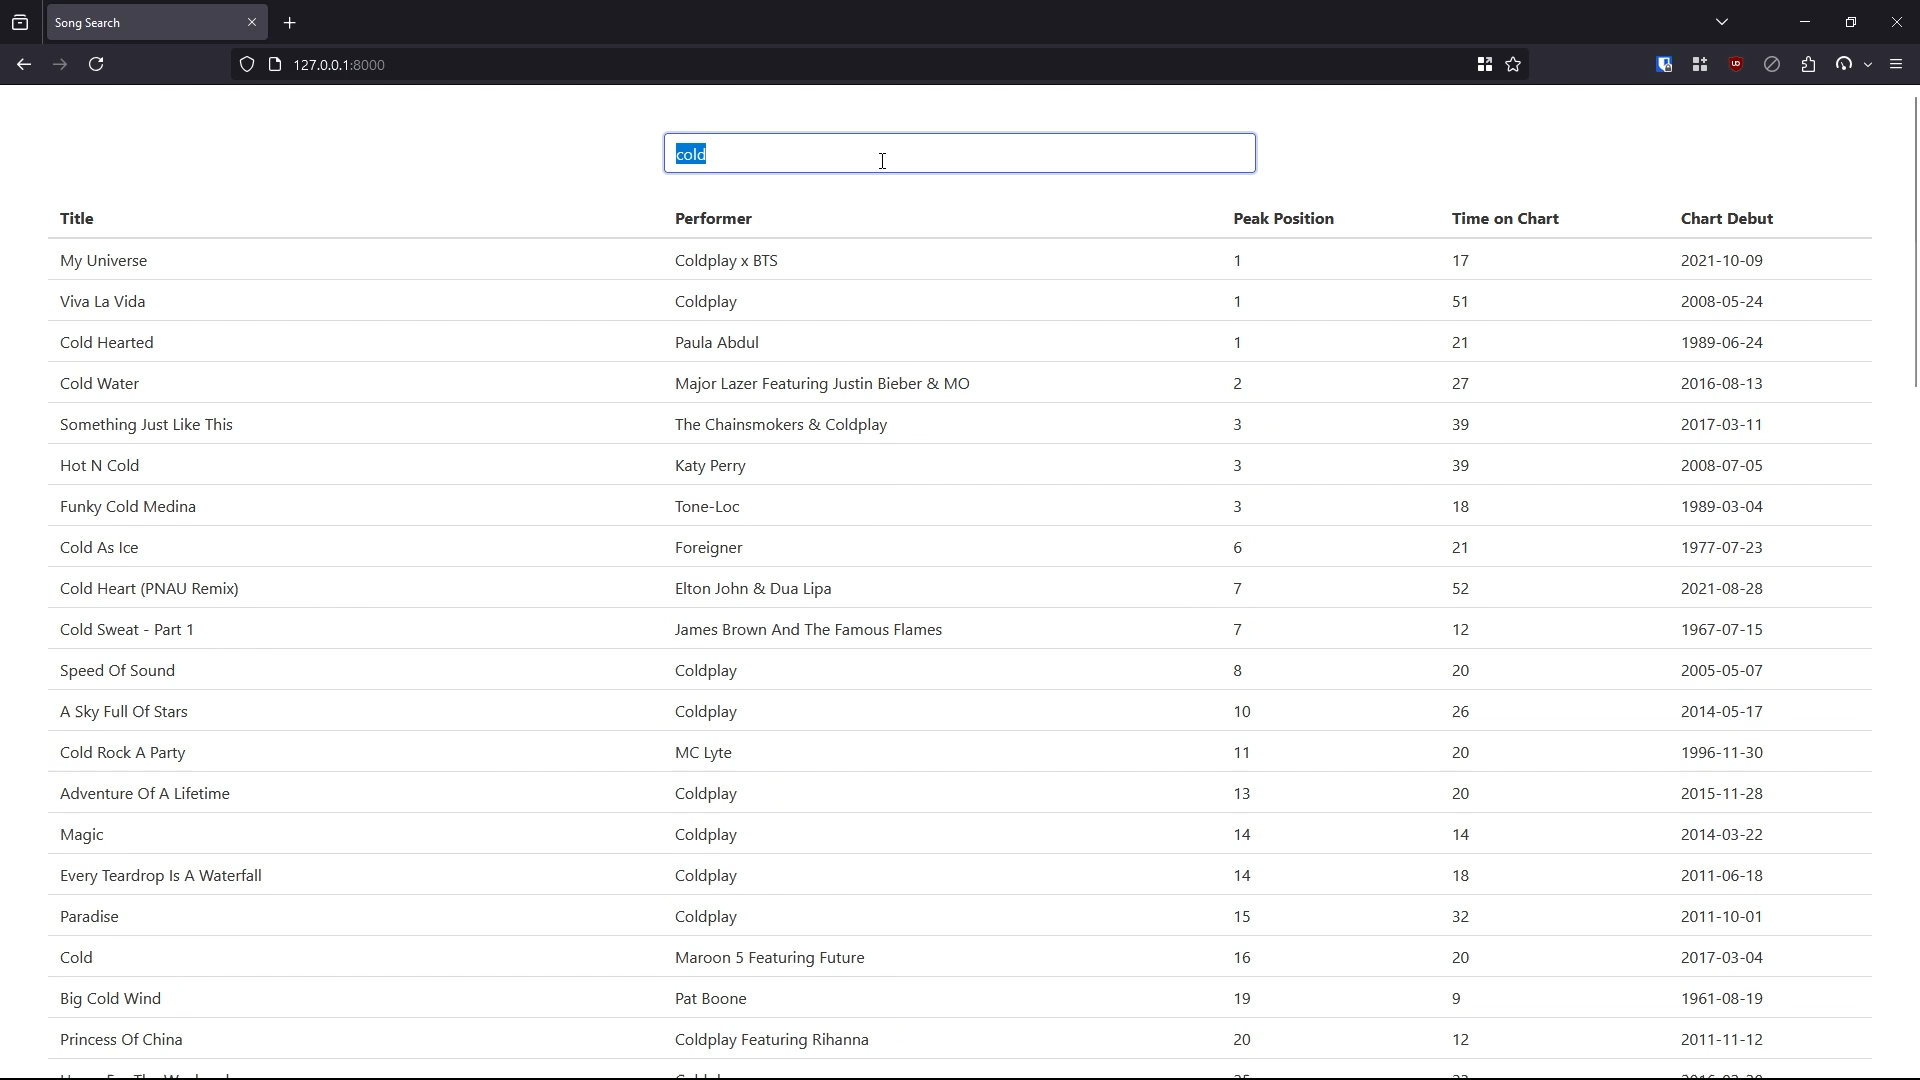 Song Search
127.0.0.1:8000
cold
Title Performer Peak Position Time on Chart Chart Debut
My Universe Coldplay x BTS 1 17 2021-10-09
Viva La Vida Coldplay 1 51 2008-05-24
Cold Hearted Paula Abdul 1 21 1989-06-24
Cold Water Major Lazer Featuring Justin Bieber & MO 2 27 2016-08-13
Something Just Like This The Chainsmokers & Coldplay 3 39 2017-03-11
Hot N Cold Katy Perry 3 39 2008-07-05
Funky Cold Medina Tone-Loc 3 18 1989-03-04
Cold As Ice Foreigner 6 21 1977-07-23
Cold Heart (PNAU Remix) Elton John & Dua Lipa 7 52 2021-08-28
Cold Sweat - Part 1 James Brown And The Famous Flames 7 12 1967-07-15
Speed Of Sound Coldplay 8 20 2005-05-07
A Sky Full Of Stars Coldplay 10 26 2014-05-17
Cold Rock A Party MC Lyte 11 20 1996-11-30
Adventure Of A Lifetime Coldplay 13 20 2015-11-28
Magic Coldplay 14 14 2014-03-22
Every Teardrop Is A Waterfall Coldplay 14 18 2011-06-18
Paradise Coldplay 15 32 2011-10-01
Cold Maroon 5 Featuring Future 16 20 2017-03-04
Big Cold Wind Pat Boone 19 9 1961-08-19
Princess Of China Coldplay Featuring Rihanna 20 12 2011-11-12